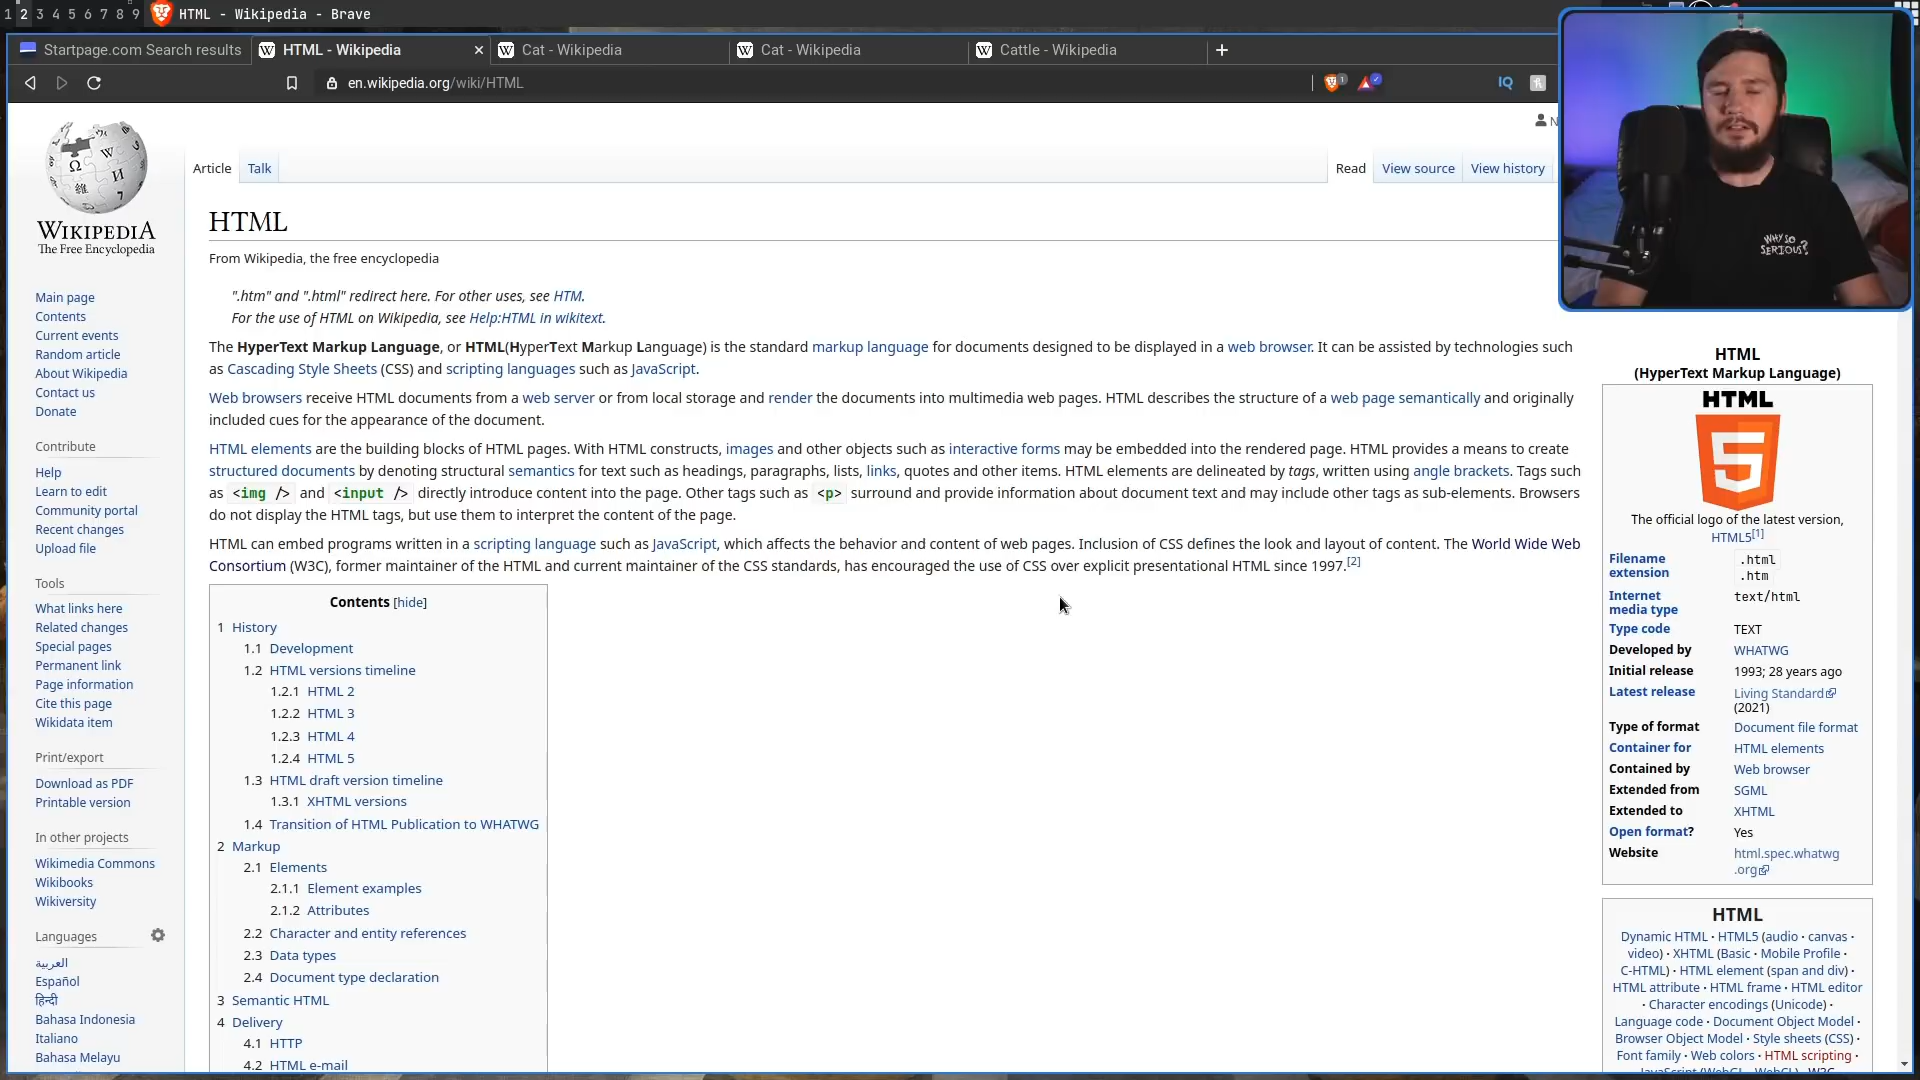 1 2 3 4 5 6 7 8 9 HTML - Wikipedia - Brave
Startpage.com Search results
HTML - Wikipedia
Cat - Wikipedia
Cat - Wikipedia
Cattle - Wikipedia
en.wikipedia.org/wiki/HTML
IQ
WHY SO SERIOUS?
WIKIPEDIA
The Free Encyclopedia
Main page
Contents
Current events
Random article
About Wikipedia
Contact us
Donate
Contribute
Help
Learn to edit
Community portal
Recent changes
Upload file
Tools
What links here
Related changes
Special pages
Permanent link
Page information
Cite this page
Wikidata item
Print/export
Download as PDF
Printable version
In other projects
Wikimedia Commons
Wikibooks
Wikiversity
Languages
العربية
Español
हिन्दी
Bahasa Indonesia
Italiano
Bahasa Melayu
Article Talk Read View source View history
HTML
From Wikipedia, the free encyclopedia
".htm" and ".html" redirect here. For other uses, see HTM.
For the use of HTML on Wikipedia, see Help:HTML in wikitext.
The HyperText Markup Language, or HTML(HyperText Markup Language) is the standard markup language for documents designed to be displayed in a web browser. It can be assisted by technologies such
as Cascading Style Sheets (CSS) and scripting languages such as JavaScript.
Web browsers receive HTML documents from a web server or from local storage and render the documents into multimedia web pages. HTML describes the structure of a web page semantically and originally
included cues for the appearance of the document.
HTML elements are the building blocks of HTML pages. With HTML constructs, images and other objects such as interactive forms may be embedded into the rendered page. HTML provides a means to create
structured documents by denoting structural semantics for text such as headings, paragraphs, lists, links, quotes and other items. HTML elements are delineated by tags, written using angle brackets. Tags such
as <img /> and <input /> directly introduce content into the page. Other tags such as <p> surround and provide information about document text and may include other tags as sub-elements. Browsers
do not display the HTML tags, but use them to interpret the content of the page.
HTML can embed programs written in a scripting language such as JavaScript, which affects the behavior and content of web pages. Inclusion of CSS defines the look and layout of content. The World Wide Web
Consortium (W3C), former maintainer of the HTML and current maintainer of the CSS standards, has encouraged the use of CSS over explicit presentational HTML since 1997.[2]
Contents [hide]
1 History
1.1 Development
1.2 HTML versions timeline
1.2.1 HTML 2
1.2.2 HTML 3
1.2.3 HTML 4
1.2.4 HTML 5
1.3 HTML draft version timeline
1.3.1 XHTML versions
1.4 Transition of HTML Publication to WHATWG
2 Markup
2.1 Elements
2.1.1 Element examples
2.1.2 Attributes
2.2 Character and entity references
2.3 Data types
2.4 Document type declaration
3 Semantic HTML
4 Delivery
4.1 HTTP
4.2 HTML e-mail
HTML
(HyperText Markup Language)
HTML
5
The official logo of the latest version,
HTML5[1]
Filename extension .html
.htm
Internet media type text/html
Type code TEXT
Developed by WHATWG
Initial release 1993; 28 years ago
Latest release Living Standard
(2021)
Type of format Document file format
Container for HTML elements
Contained by Web browser
Extended from SGML
Extended to XHTML
Open format? Yes
Website html.spec.whatwg
.org
HTML
Dynamic HTML · HTML5 (audio · canvas ·
video) · XHTML (Basic · Mobile Profile ·
C-HTML) · HTML element (span and div) ·
HTML attribute · HTML frame · HTML editor
· Character encodings (Unicode) ·
Language code · Document Object Model ·
Browser Object Model · Style sheets (CSS) ·
Font family · Web colors · HTML scripting ·